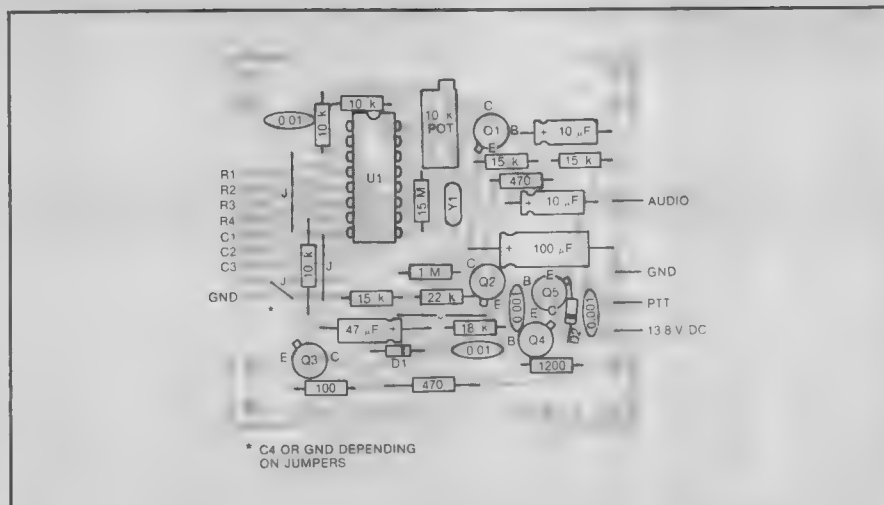 10 k
10 k
0 01
10 k POT
C
Q1
B
E
+ 10 µF
15 k
15 k
470
U1
R1
R2
R3
R4
C1
C2
C3
GND
J
15 M
Y1
+ 10 µF
AUDIO
+ 100 µF
10 k
J
J
*
1 M
C
Q2
E
B
E
Q5
C
GND
PTT
13 8 V DC
15 k
22 k
0 001
D2
0.001
47 µF +
18 k
E
B
Q4
E
Q3
C
D1
0 01
1200
100
470
* C4 OR GND DEPENDING
ON JUMPERS